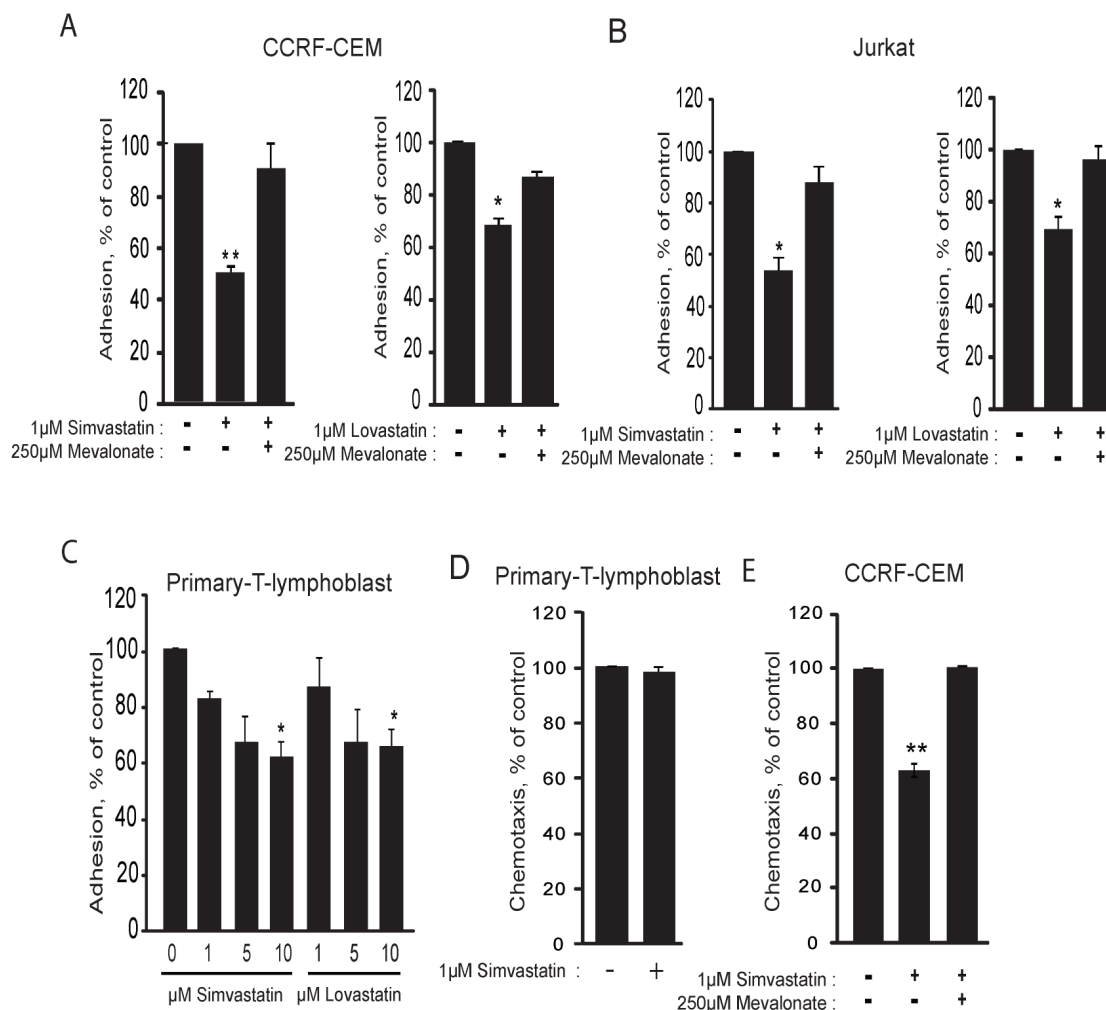 A
CCRF-CEM
120
100
80
60
40
20
0
Adhesion, % of control
**
1µM Simvastatin : - + +
250µM Mevalonate : - - +
120
100
80
60
40
20
0
Adhesion, % of control
*
1µM Lovastatin : - + +
250µM Mevalonate : - - +
B
Jurkat
120
100
80
60
40
20
0
Adhesion, % of control
*
1µM Simvastatin : - + +
250µM Mevalonate : - - +
120
100
80
60
40
20
0
Adhesion, % of control
*
1µM Lovastatin : - + +
250µM Mevalonate : - - +
C
Primary-T-lymphoblast
120
100
80
60
40
20
0
Adhesion, % of control
* *
0 1 5 10 1 5 10
µM Simvastatin µM Lovastatin
D
Primary-T-lymphoblast
120
100
80
60
40
20
0
Chemotaxis, % of control
1µM Simvastatin : - +
E
CCRF-CEM
120
100
80
60
40
20
0
Chemotaxis, % of control
**
1µM Simvastatin : - + +
250µM Mevalonate : - - +